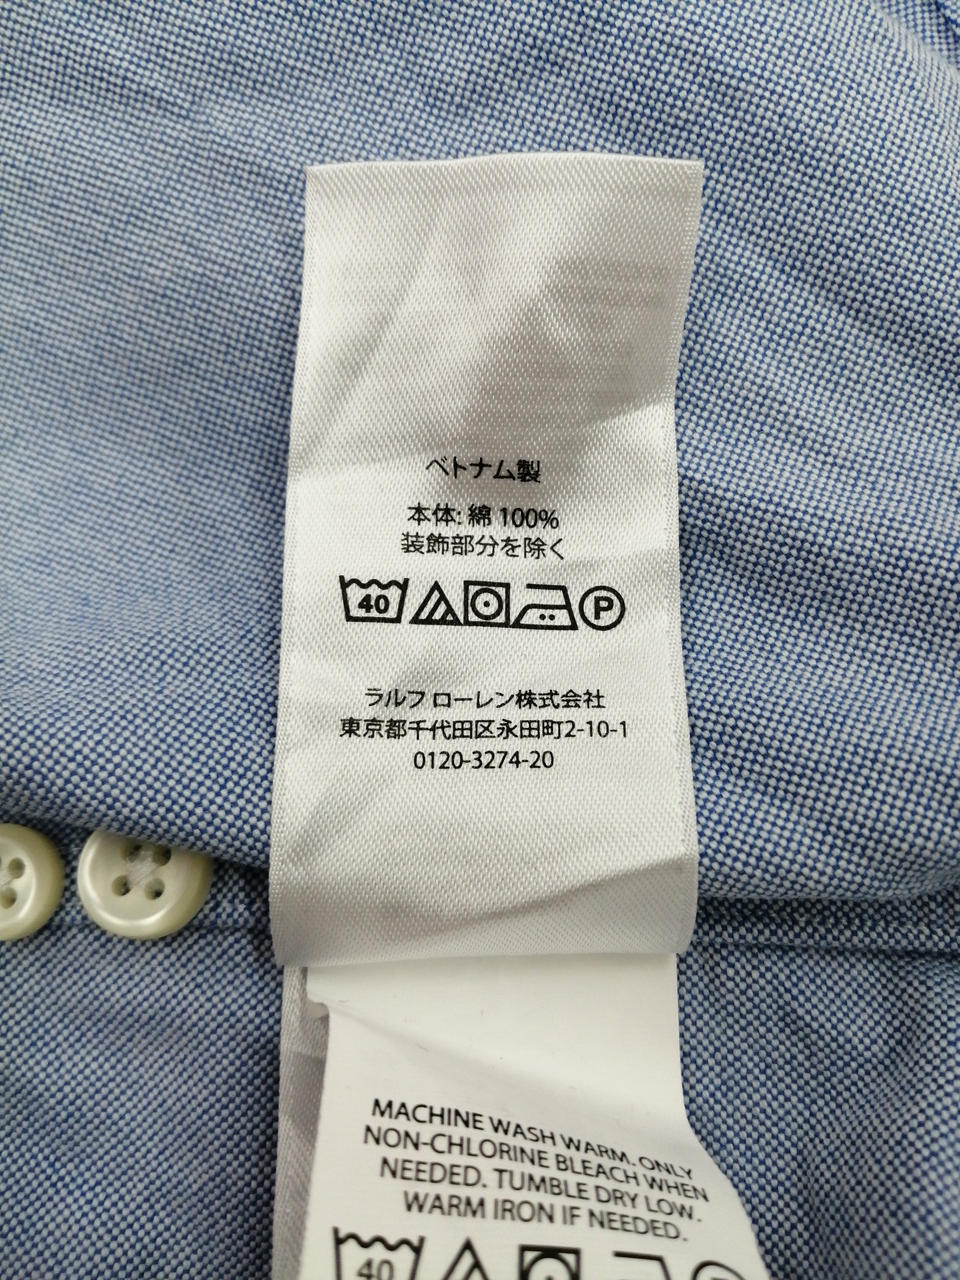 ベトナム製
本体: 綿 100%
装飾部分を除く
40 P
ラルフ ローレン株式会社
東京都千代田区永田町2-10-1
0120-3274-20
MACHINE WASH WARM. ONLY
NON-CHLORINE BLEACH WHEN
NEEDED. TUMBLE DRY LOW.
WARM IRON IF NEEDED.
40